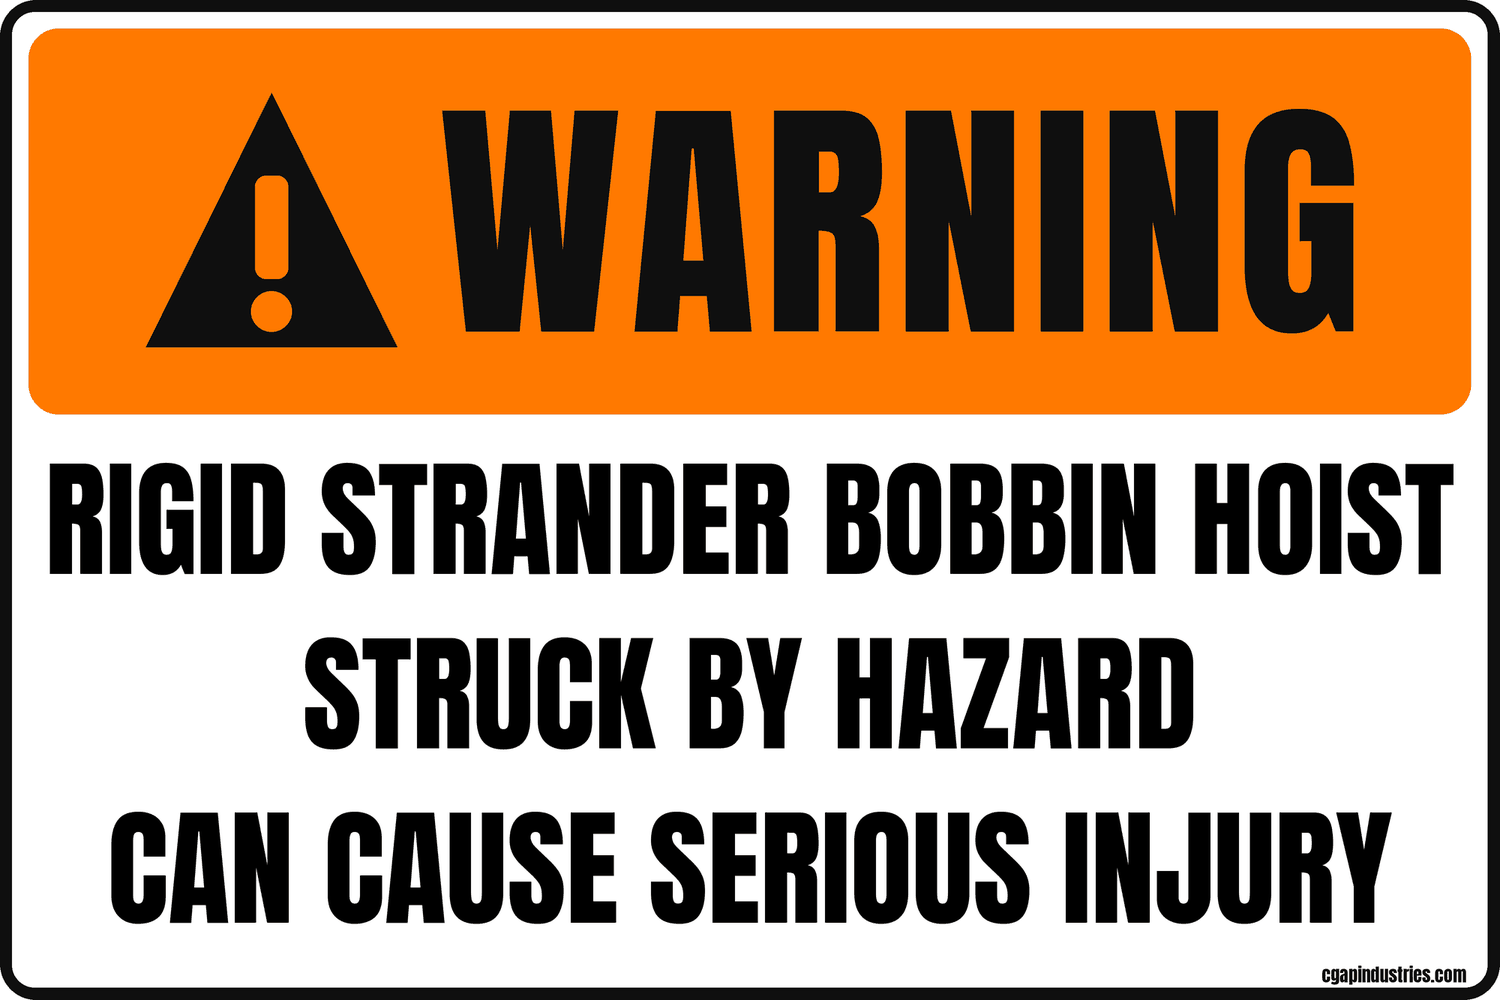 WARNING
RIGID STRANDER BOBBIN HOIST
STRUCK BY HAZARD
CAN CAUSE SERIOUS INJURY
cgapindustries.com